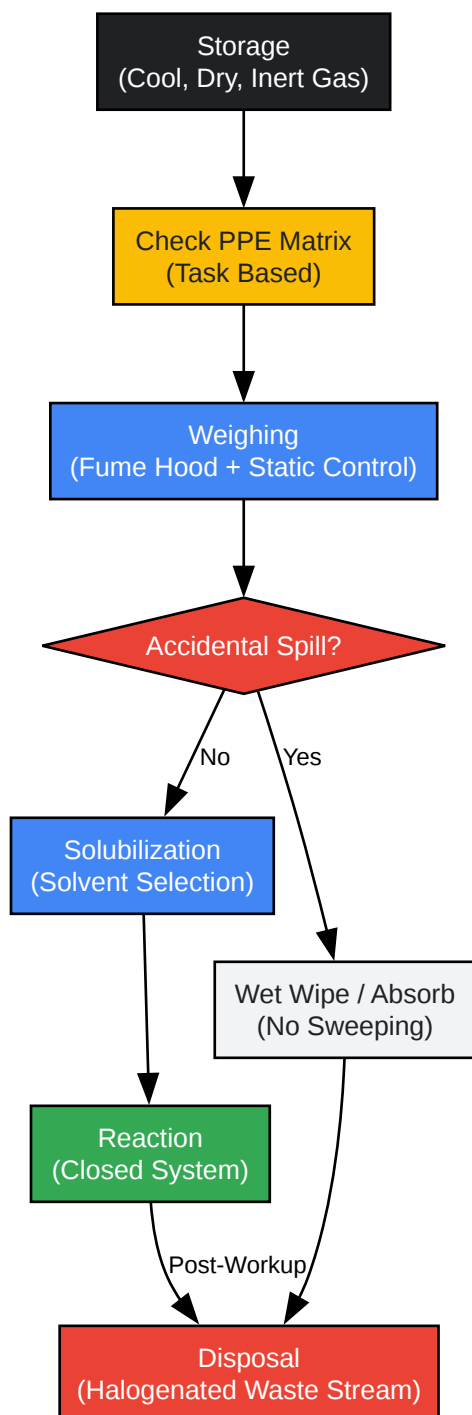 Storage
(Cool, Dry, Inert Gas)
Check PPE Matrix
(Task Based)
Weighing
(Fume Hood + Static Control)
Accidental Spill?
No
Yes
Solubilization
(Solvent Selection)
Wet Wipe / Absorb
(No Sweeping)
Reaction
(Closed System)
Post-Workup
Disposal
(Halogenated Waste Stream)